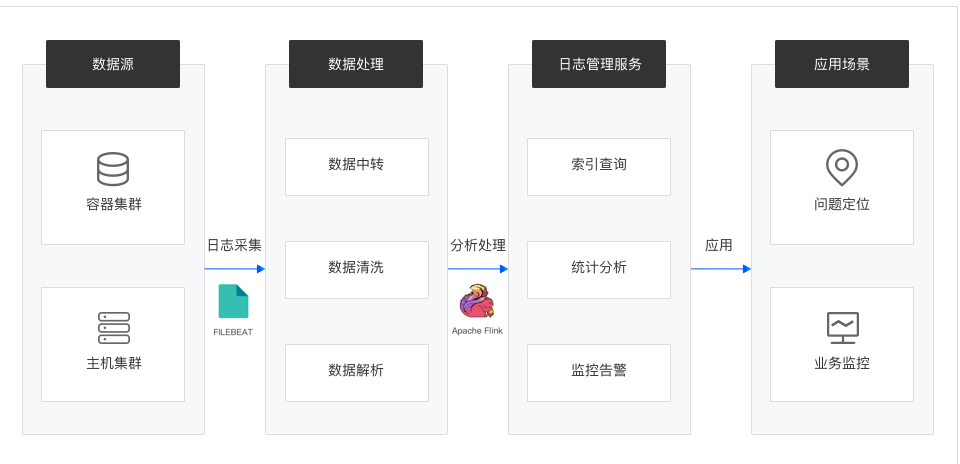 数据源
容器集群
主机集群
日志采集
FILEBEAT
数据处理
数据中转
数据清洗
数据解析
分析处理
Apache Flink
日志管理服务
索引查询
统计分析
监控告警
应用
应用场景
问题定位
业务监控